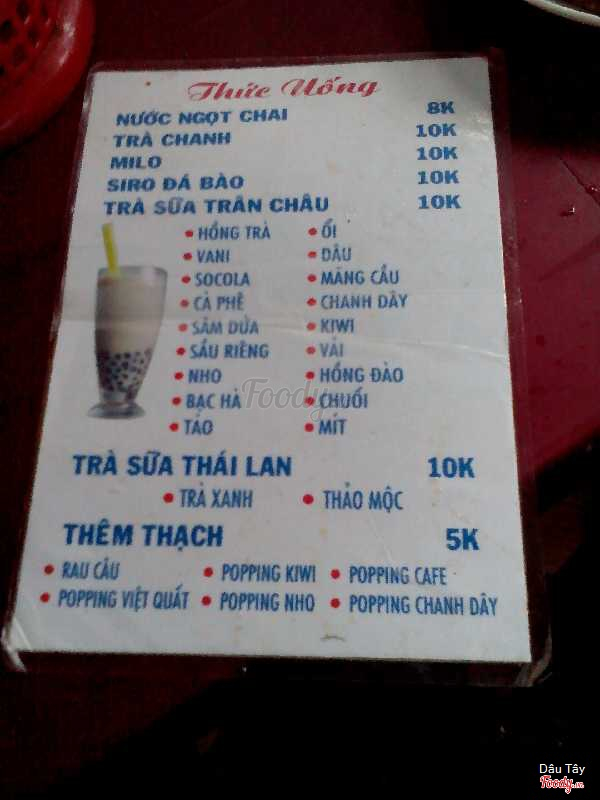 Thức Uống
NƯỚC NGỌT CHAI 8K
TRÀ CHANH 10K
MILO 10K
SIRO ĐÁ BÀO 10K
TRÀ SỮA TRÂN CHÂU 10K
• HỒNG TRÀ • ỔI
• VANI • DÂU
• SOCOLA • MÃNG CẦU
• CÀ PHÊ • CHANH DÂY
• SÂM DỨA • KIWI
• SẦU RIÊNG • VẢI
• NHO • HỒNG ĐÀO
• BẠC HÀ • CHUỐI
• TÁO • MÍT
Foody
TRÀ SỮA THÁI LAN 10K
• TRÀ XANH • THẢO MỘC
THÊM THẠCH 5K
• RAU CÂU • POPPING KIWI • POPPING CAFE
• POPPING VIỆT QUẤT • POPPING NHO • POPPING CHANH DÂY
Dâu Tây
Foody.vn